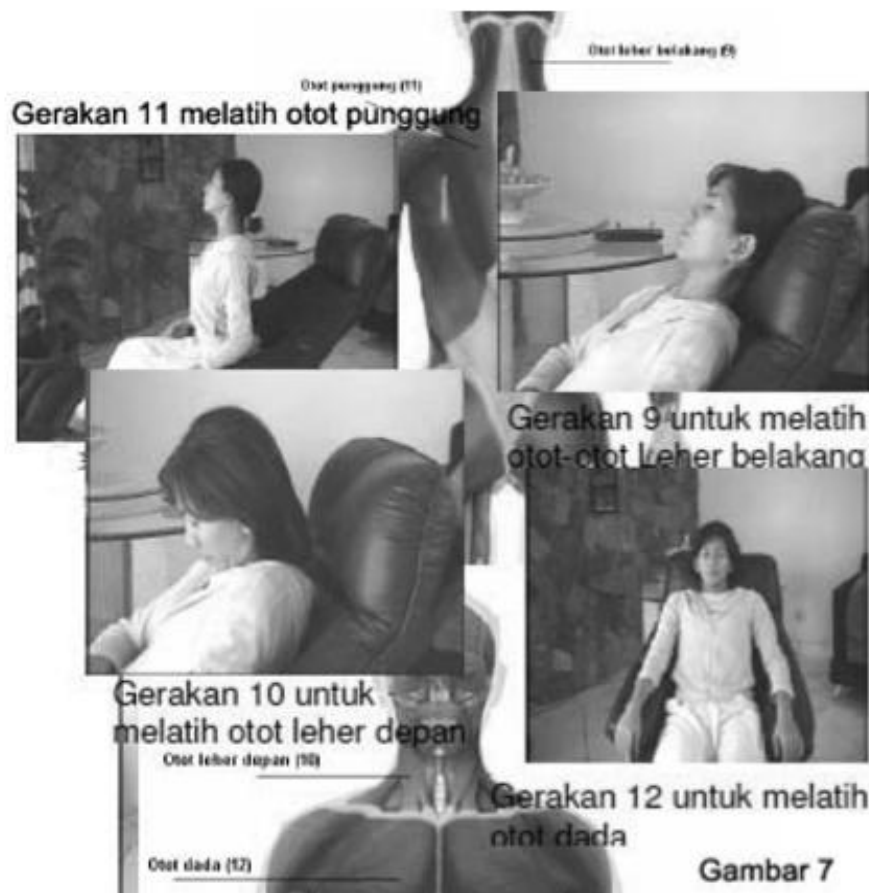 Otot leher belakang (9)
Otot punggung (11)
Gerakan 11 melatih otot punggung
Gerakan 9 untuk melatih
otot-otot Leher belakang
Gerakan 10 untuk
melatih otot leher depan
Otot leher depan (10)
Gerakan 12 untuk melatih
otot dada
Otot dada (12)
Gambar 7